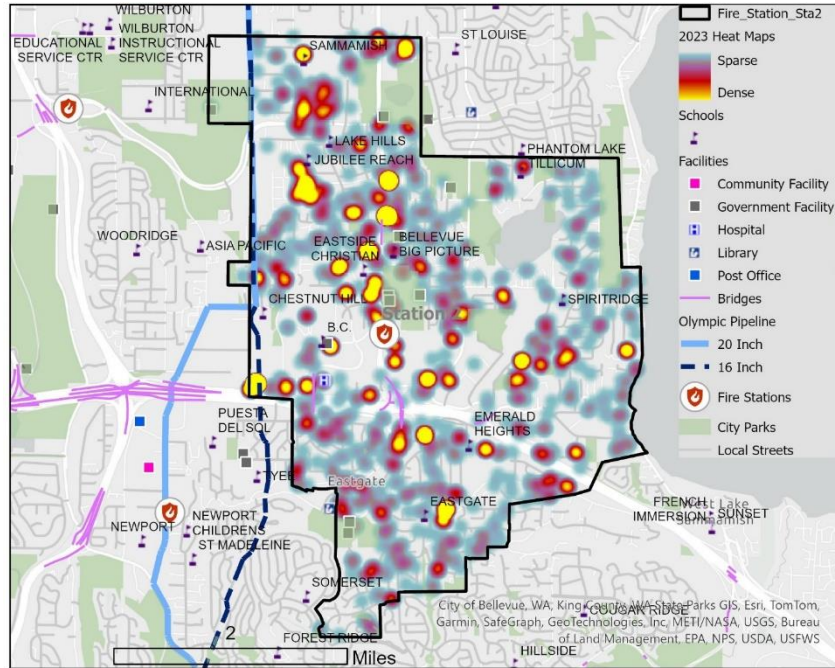 WILBURTON
WILBURTON
EDUCATIONAL
INSTRUCTIONAL
SERVICE CTR
SERVICE CTR
SAMMAMISH
ST LOUISE
INTERNATIONAL
LAKE HILLS
JUBILEE REACH
PHANTOM LAKE
TILLICUM
WOODRIDGE
ASIA PACIFIC
EASTSIDE
CHRISTIAN
BELLEVUE
BIG PICTURE
CHESTNUT HILL
SPIRITRIDGE
Station 2
B.C.
PUESTA
DEL SOL
EMERALD
HEIGHTS
TYEE
Eastgate
EASTGATE
NEWPORT
NEWPORT
CHILDRENS
ST MADELEINE
FRENCH
IMMERSION
SUNSET
West Lake
Sammamish
SOMERSET
COUGAR RIDGE
FOREST RIDGE
HILLSIDE
2
Miles
City of Bellevue, WA, King County, WA State Parks GIS, Esri, TomTom,
Garmin, SafeGraph, GeoTechnologies, Inc, METI/NASA, USGS, Bureau
of Land Management, EPA, NPS, USDA, USFWS
Fire_Station_Sta2
2023 Heat Maps
Sparse
Dense
Schools
Facilities
Community Facility
Government Facility
Hospital
Library
Post Office
Bridges
Olympic Pipeline
20 Inch
16 Inch
Fire Stations
City Parks
Local Streets